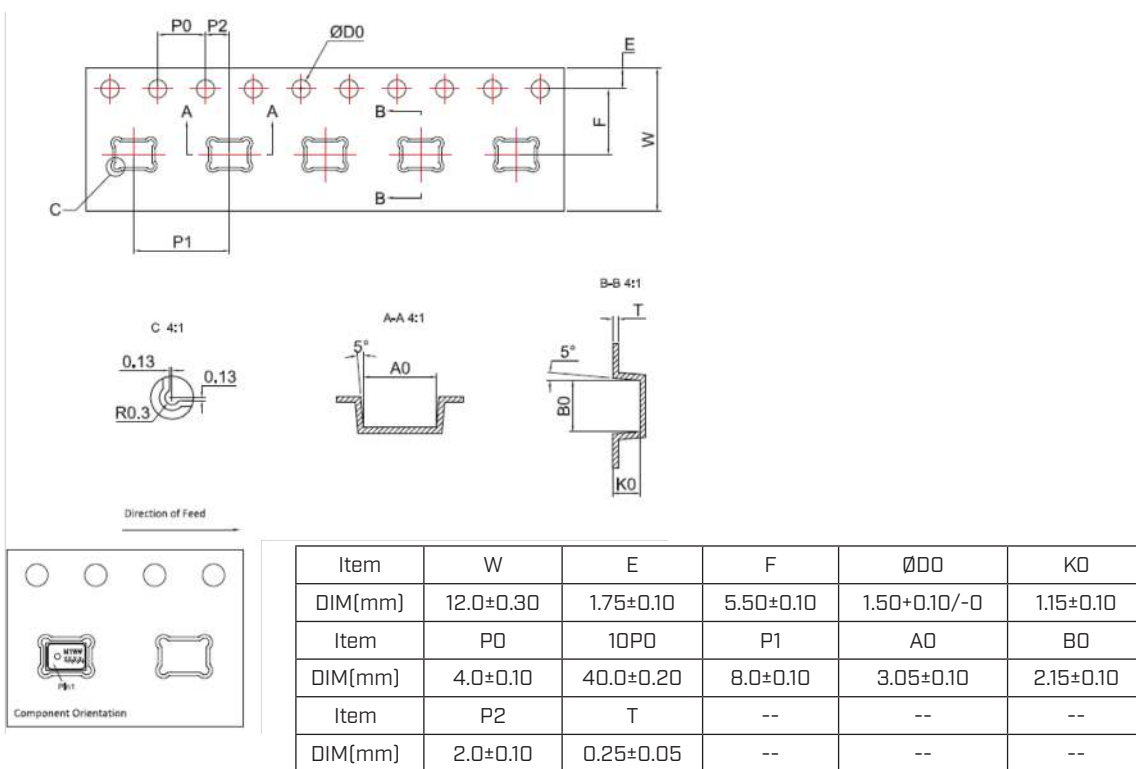 P0 P2 ØD0 E
A A B F W
B
C
P1
B-B 4:1
C 4:1 A-A 4:1 T
0.13 5° A0 5°
0.13
R0.3 B0
K0
Direction of Feed
Pin1
Component Orientation
Item W E F ØD0 K0
DIM(mm) 12.0±0.30 1.75±0.10 5.50±0.10 1.50+0.10/-0 1.15±0.10
Item P0 10P0 P1 A0 B0
DIM(mm) 4.0±0.10 40.0±0.20 8.0±0.10 3.05±0.10 2.15±0.10
Item P2 T -- -- --
DIM(mm) 2.0±0.10 0.25±0.05 -- -- --